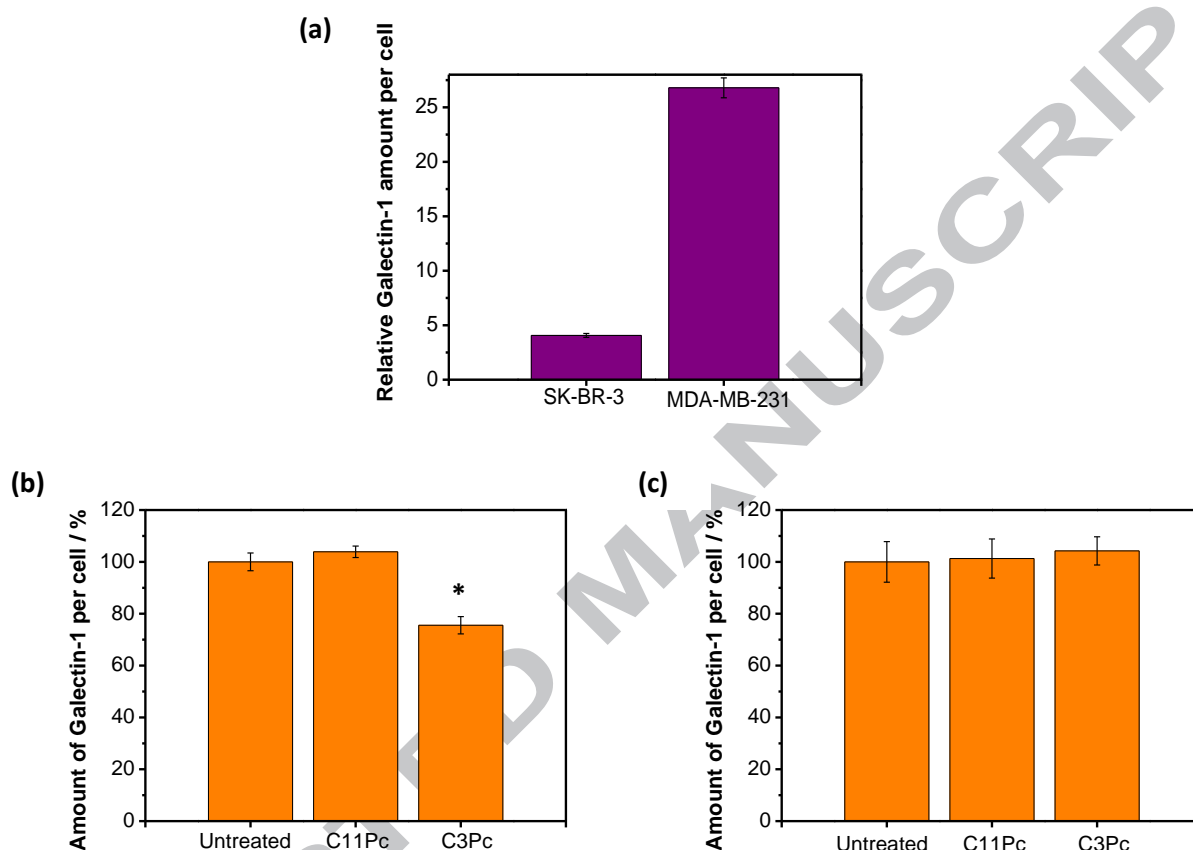 (a)
Relative Galectin-1 amount per cell
25
20
15
10
5
0
SK-BR-3 MDA-MB-231
(b)
Amount of Galectin-1 per cell / %
120
100
80
60
40
20
0
*
Untreated C11Pc C3Pc
(c)
Amount of Galectin-1 per cell / %
120
100
80
60
40
20
0
Untreated C11Pc C3Pc
MANUSCRIP